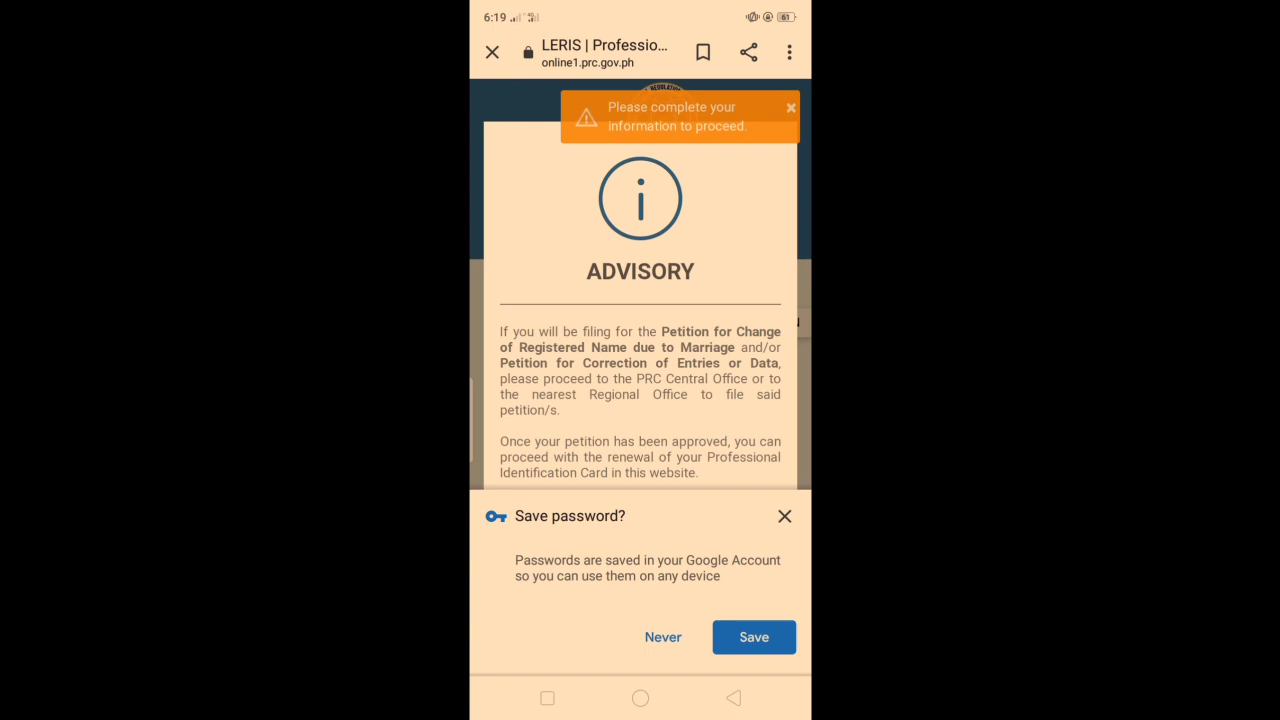 6:19
61
LERIS | Professio...
online1.prc.gov.ph
Please complete your
information to proceed.
ADVISORY
If you will be filing for the Petition for Change
of Registered Name due to Marriage and/or
Petition for Correction of Entries or Data,
please proceed to the PRC Central Office or to
the nearest Regional Office to file said
petition/s.
Once your petition has been approved, you can
proceed with the renewal of your Professional
Identification Card in this website.
Save password?
Passwords are saved in your Google Account
so you can use them on any device
Never
Save